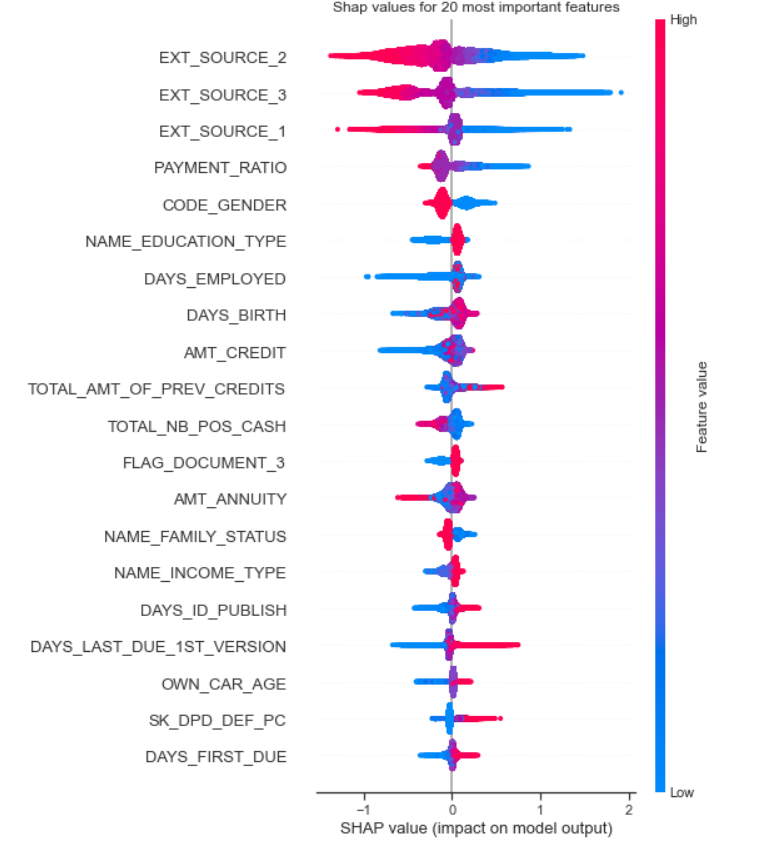 Shap values for 20 most important features
High
EXT_SOURCE_2
EXT_SOURCE_3
EXT_SOURCE_1
PAYMENT_RATIO
CODE_GENDER
NAME_EDUCATION_TYPE
DAYS_EMPLOYED
DAYS_BIRTH
AMT_CREDIT
TOTAL_AMT_OF_PREV_CREDITS
TOTAL_NB_POS_CASH
FLAG_DOCUMENT_3
AMT_ANNUITY
NAME_FAMILY_STATUS
NAME_INCOME_TYPE
DAYS_ID_PUBLISH
DAYS_LAST_DUE_1ST_VERSION
OWN_CAR_AGE
SK_DPD_DEF_PC
DAYS_FIRST_DUE
Feature value
Low
−1 0 1 2
SHAP value (impact on model output)